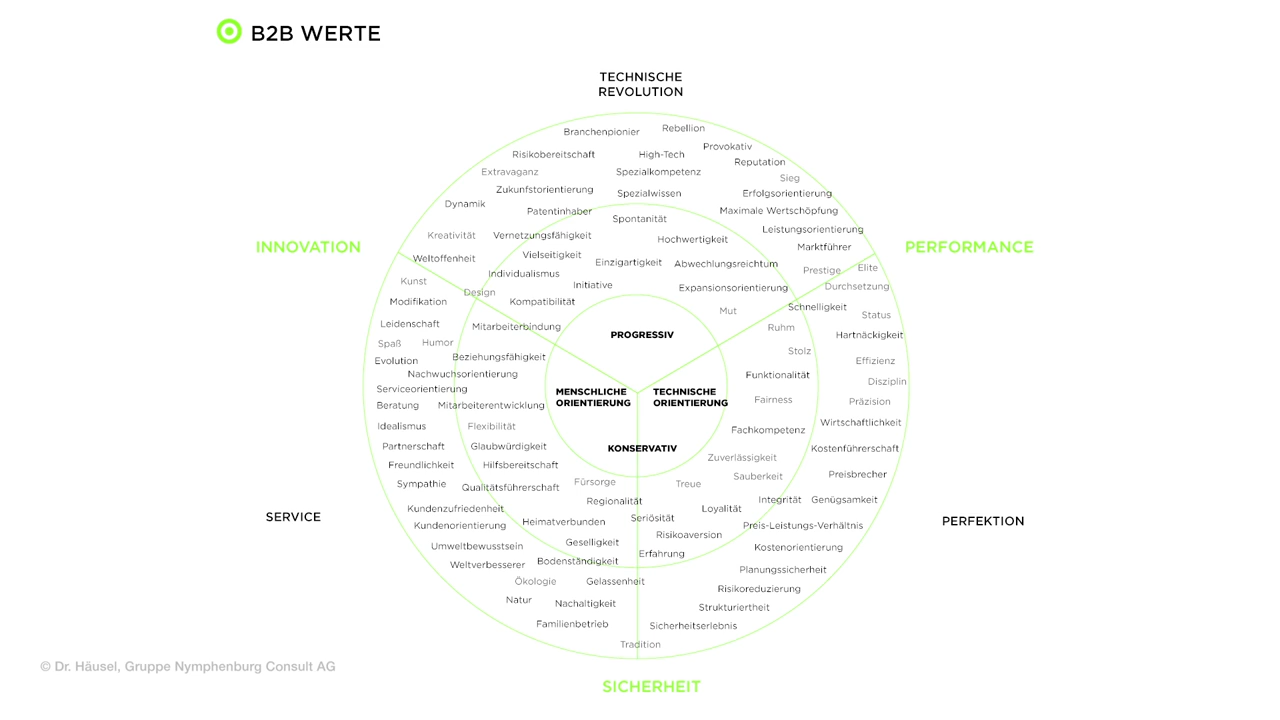 B2B WERTE
TECHNISCHE
REVOLUTION
Branchenpionier
Rebellion
Provokativ
Risikobereitschaft
High-Tech
Reputation
Extravaganz
Spezialkompetenz
Sieg
Zukunftsorientierung
Spezialwissen
Erfolgsorientierung
Dynamik
Patentinhaber
Maximale Wertschöpfung
Spontanität
Leistungsorientierung
Kreativität
Vernetzungsfähigkeit
Hochwertigkeit
Marktführer
INNOVATION
PERFORMANCE
Weltoffenheit
Vielseitigkeit
Einzigartigkeit
Abwechlungsreichtum
Prestige
Elite
Kunst
Individualismus
Initiative
Expansionsorientierung
Durchsetzung
Design
Modifikation
Kompatibilität
Mut
Schnelligkeit
Status
Leidenschaft
Mitarbeiterbindung
Ruhm
Hartnäckigkeit
PROGRESSIV
Spaß
Humor
Stolz
Evolution
Beziehungsfähigkeit
Effizienz
Nachwuchsorientierung
Funktionalität
Disziplin
Serviceorientierung
MENSCHLICHE
ORIENTIERUNG
TECHNISCHE
ORIENTIERUNG
Fairness
Präzision
Beratung
Mitarbeiterentwicklung
Idealismus
Flexibilität
Fachkompetenz
Wirtschaftlichkeit
Partnerschaft
Glaubwürdigkeit
KONSERVATIV
Kostenführerschaft
Freundlichkeit
Hilfsbereitschaft
Zuverlässigkeit
Sympathie
Qualitätsführerschaft
Fürsorge
Treue
Sauberkeit
Preisbrecher
Regionalität
Integrität
Genügsamkeit
Kundenzufriedenheit
Loyalität
SERVICE
PERFEKTION
Kundenorientierung
Heimatverbunden
Seriösität
Preis-Leistungs-Verhältnis
Risikoaversion
Umweltbewusstsein
Geselligkeit
Erfahrung
Kostenorientierung
Weltverbesserer
Bodenständigkeit
Planungssicherheit
Ökologie
Gelassenheit
Risikoreduzierung
Natur
Nachaltigkeit
Strukturiertheit
Familienbetrieb
Sicherheitserlebnis
Tradition
© Dr. Häusel, Gruppe Nymphenburg Consult AG
SICHERHEIT